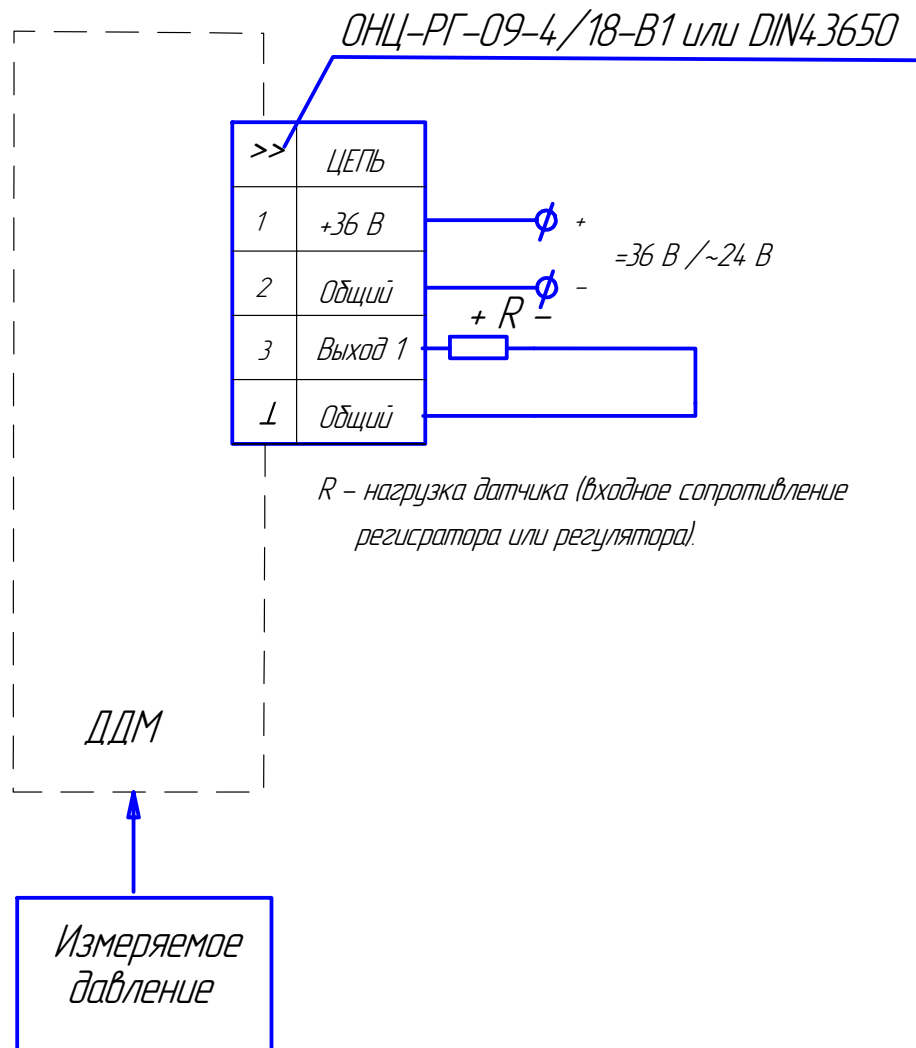 ОНЦ-РГ-09-4/18-В1 или DIN43650
>> ЦЕПЬ
1 +36 В
+
=36 В /~24 В
2 Общий
-
+ R -
3 Выход 1
⊥ Общий
R - нагрузка датчика (входное сопротивление
регисратора или регулятора).
ДДМ
Измеряемое
давление